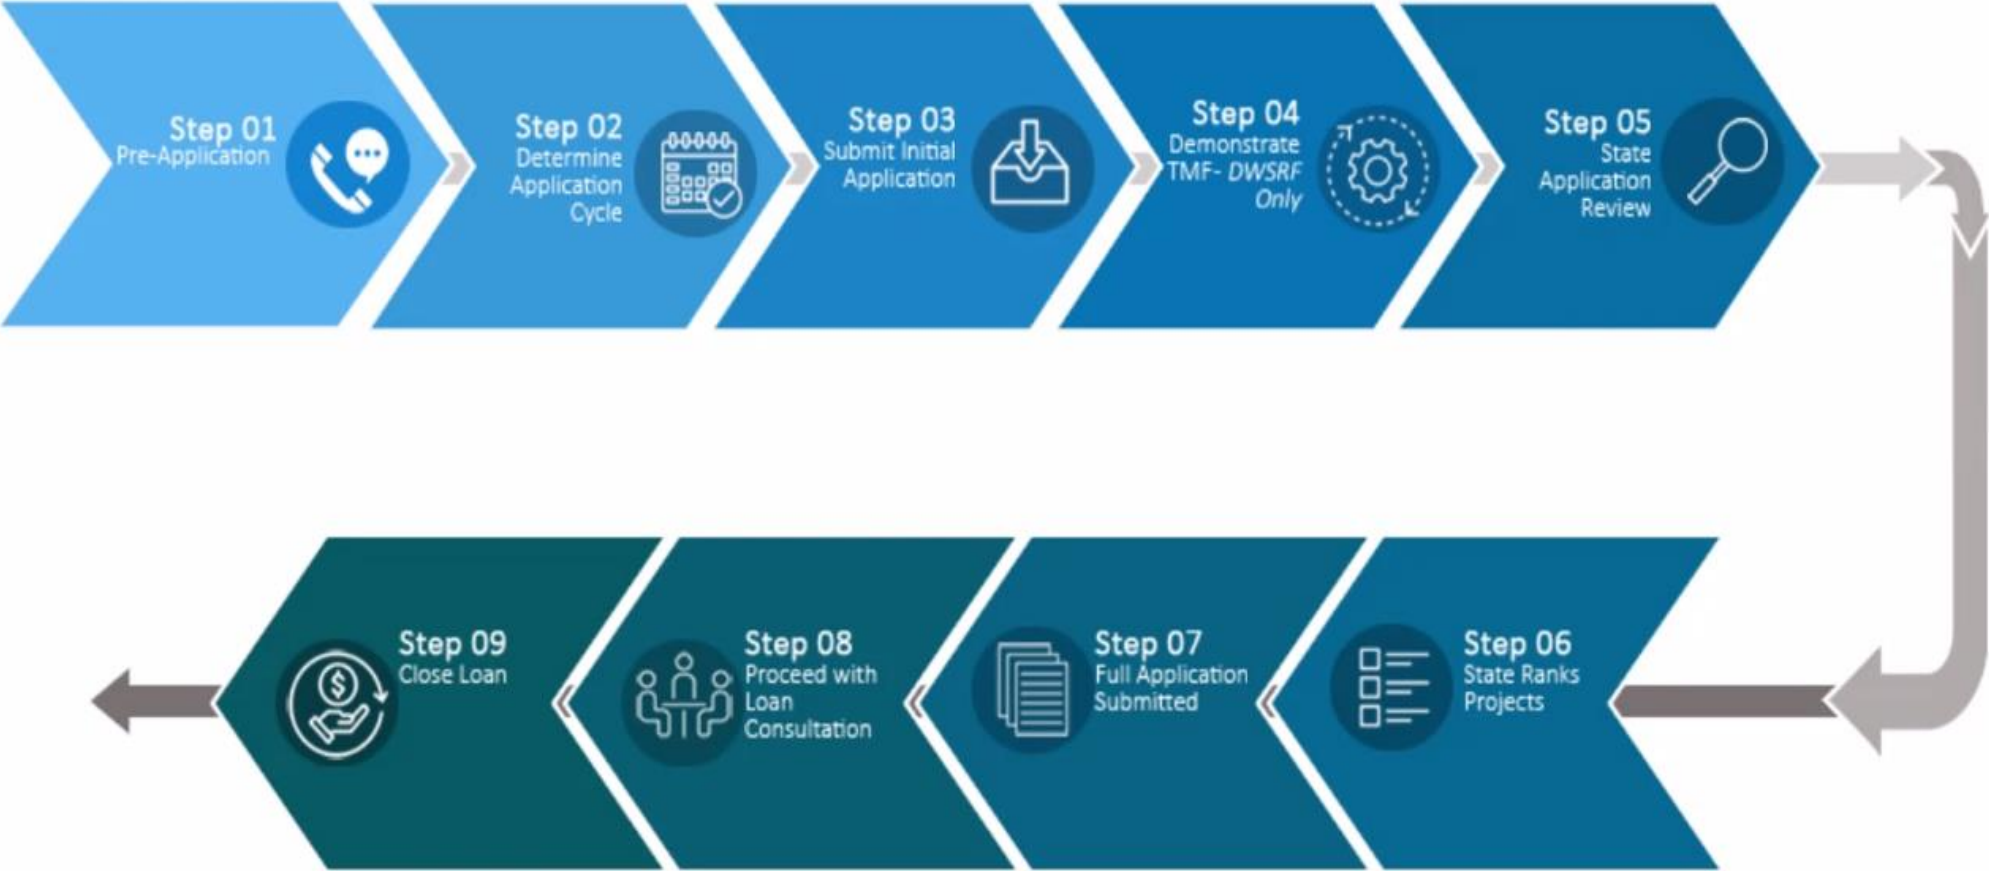 Step 01
Pre-Application
Step 02
Determine
Application
Cycle
Step 03
Submit Initial
Application
Step 04
Demonstrate
TMF- DWSRF
Only
Step 05
State
Application
Review
Step 06
State Ranks
Projects
Step 07
Full Application
Submitted
Step 08
Proceed with
Loan
Consultation
Step 09
Close Loan